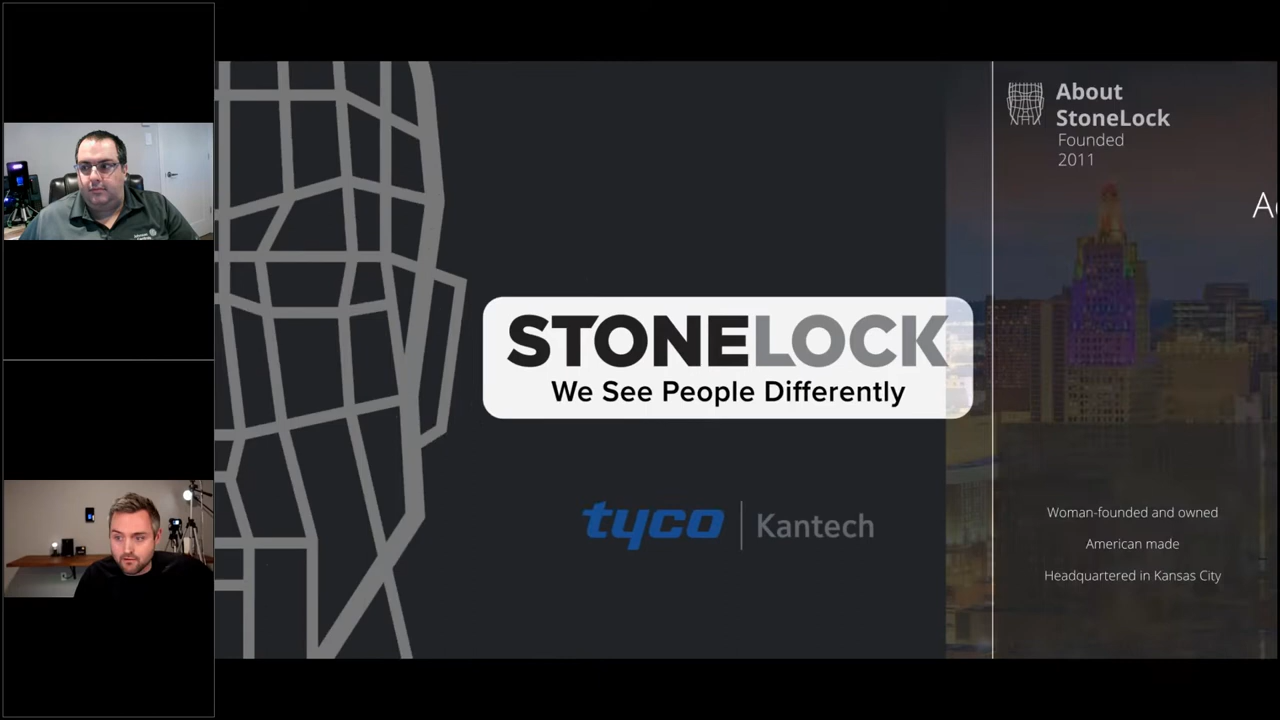 STONELOCK
We See People Differently
tyco
Kantech
About
StoneLock
Founded
2011
Woman-founded and owned
American made
Headquartered in Kansas City